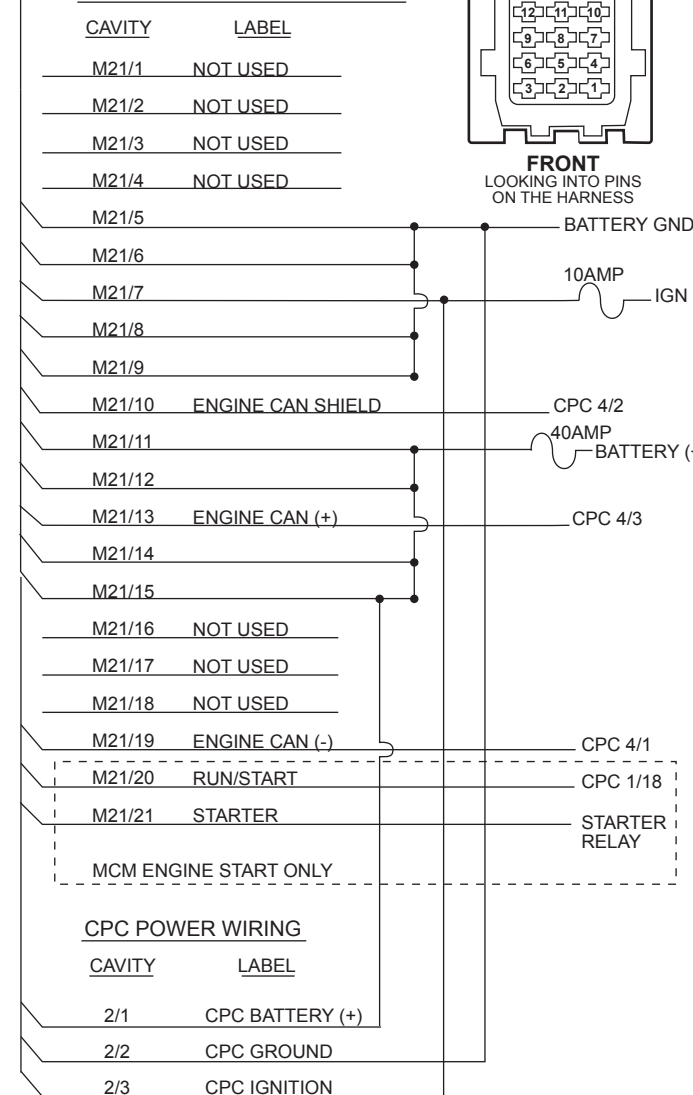 12 11 10
9 8 7
6 5 4
3 2 1
FRONT
LOOKING INTO PINS
ON THE HARNESS
CAVITY LABEL
M21/1 NOT USED
M21/2 NOT USED
M21/3 NOT USED
M21/4 NOT USED
M21/5 BATTERY GND
M21/6
M21/7 10AMP IGN
M21/8
M21/9
M21/10 ENGINE CAN SHIELD CPC 4/2
M21/11 40AMP BATTERY (
M21/12
M21/13 ENGINE CAN (+) CPC 4/3
M21/14
M21/15
M21/16 NOT USED
M21/17 NOT USED
M21/18 NOT USED
M21/19 ENGINE CAN (-) CPC 4/1
M21/20 RUN/START CPC 1/18
M21/21 STARTER STARTER
RELAY
MCM ENGINE START ONLY
CPC POWER WIRING
CAVITY LABEL
2/1 CPC BATTERY (+)
2/2 CPC GROUND
2/3 CPC IGNITION